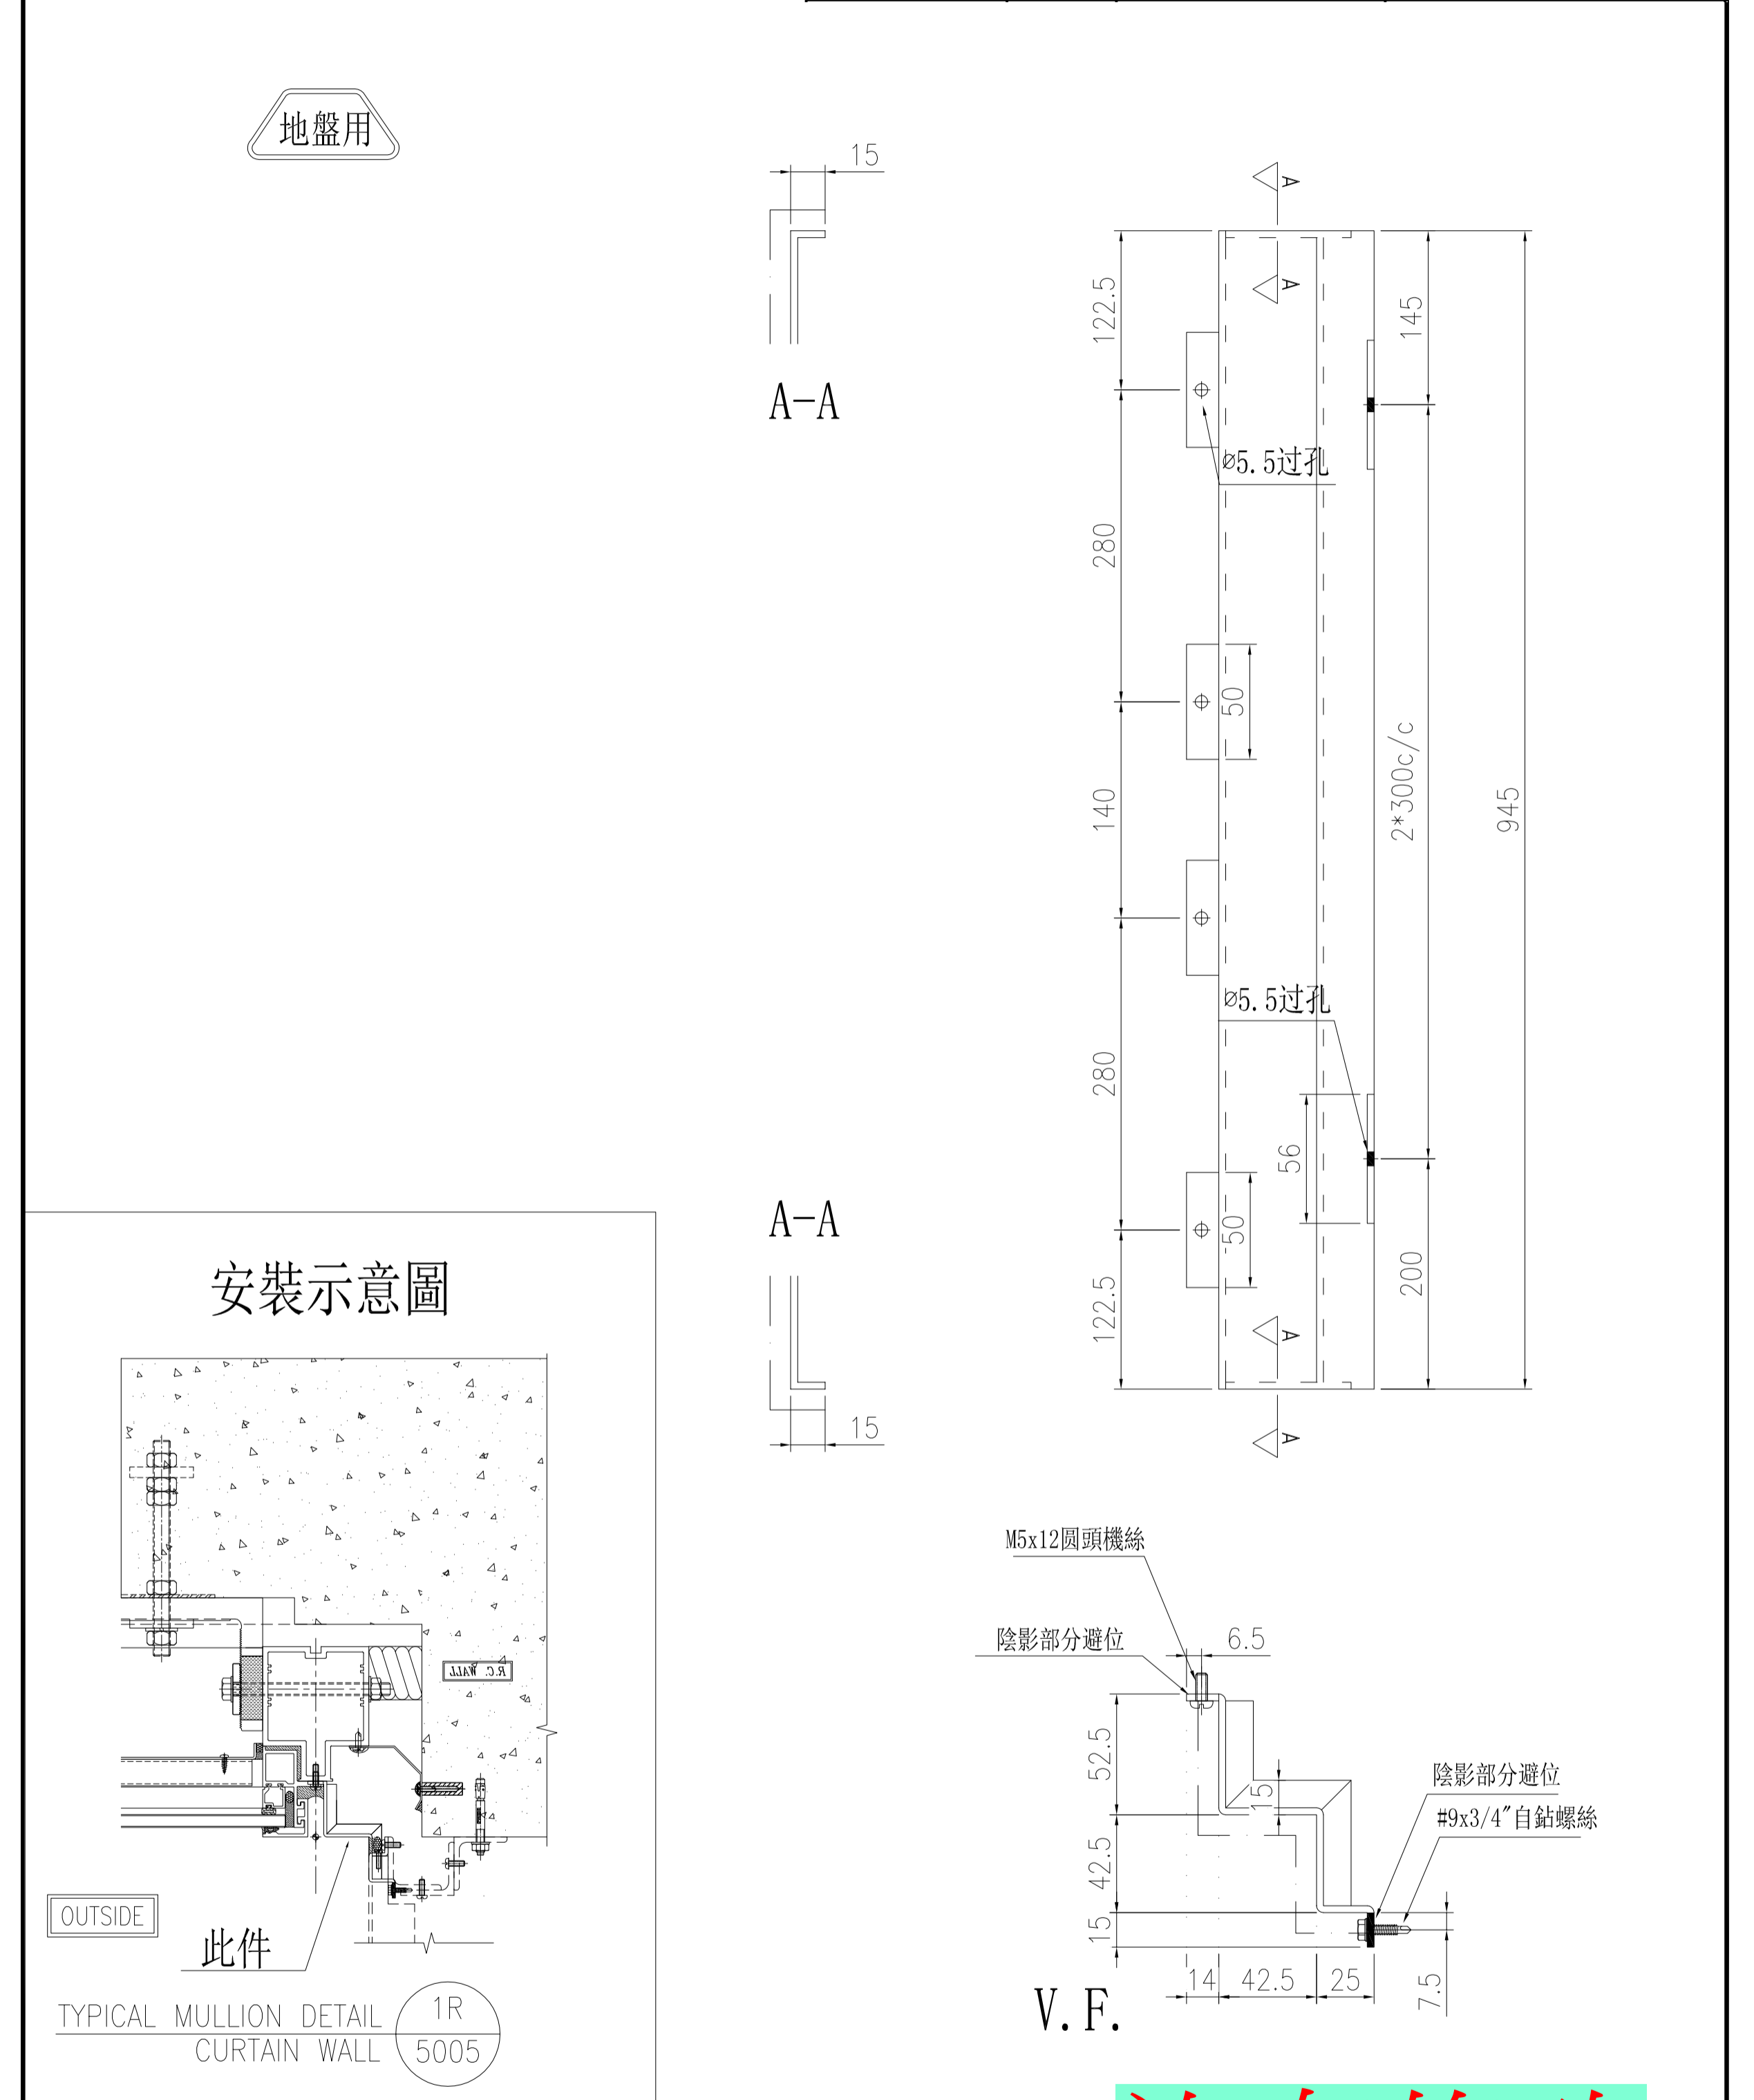 地盤用
15
A
A
122.5
145
A-A
⌀5.5过孔
280
50
2*300c/c
945
140
⌀5.5过孔
280
56
50
200
A-A
122.5
A
15
A
安裝示意圖
R.C. WALL
OUTSIDE
此件
TYPICAL MULLION DETAIL
CURTAIN WALL
1R
5005
M5x12圆頭機絲
陰影部分避位
6.5
52.5
15
陰影部分避位
#9x3/4"自鉆螺絲
42.5
15
14
42.5
25
7.5
V.F.